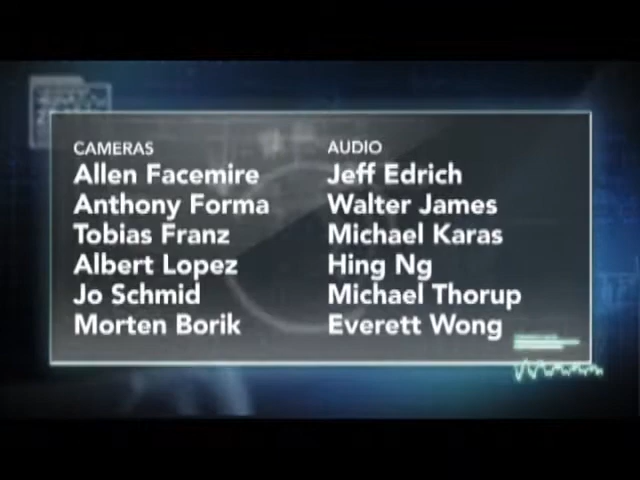 CAMERAS
Allen Facemire
Anthony Forma
Tobias Franz
Albert Lopez
Jo Schmid
Morten Borik
AUDIO
Jeff Edrich
Walter James
Michael Karas
Hing Ng
Michael Thorup
Everett Wong